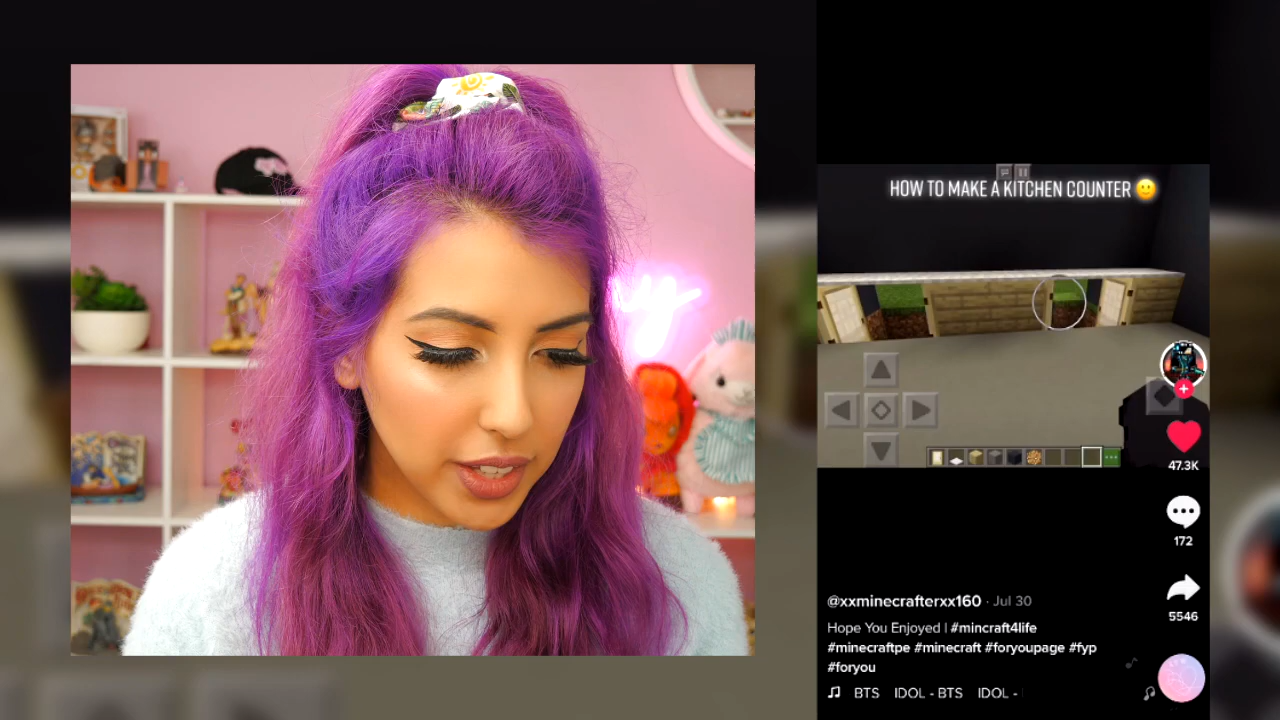 HOW TO MAKE A KITCHEN COUNTER
47.3K
172
5546
@xxminecrafterxx160 · Jul 30
Hope You Enjoyed | #mincraft4life
#minecraftpe #minecraft #foryoupage #fyp
#foryou
BTS IDOL - BTS IDOL -